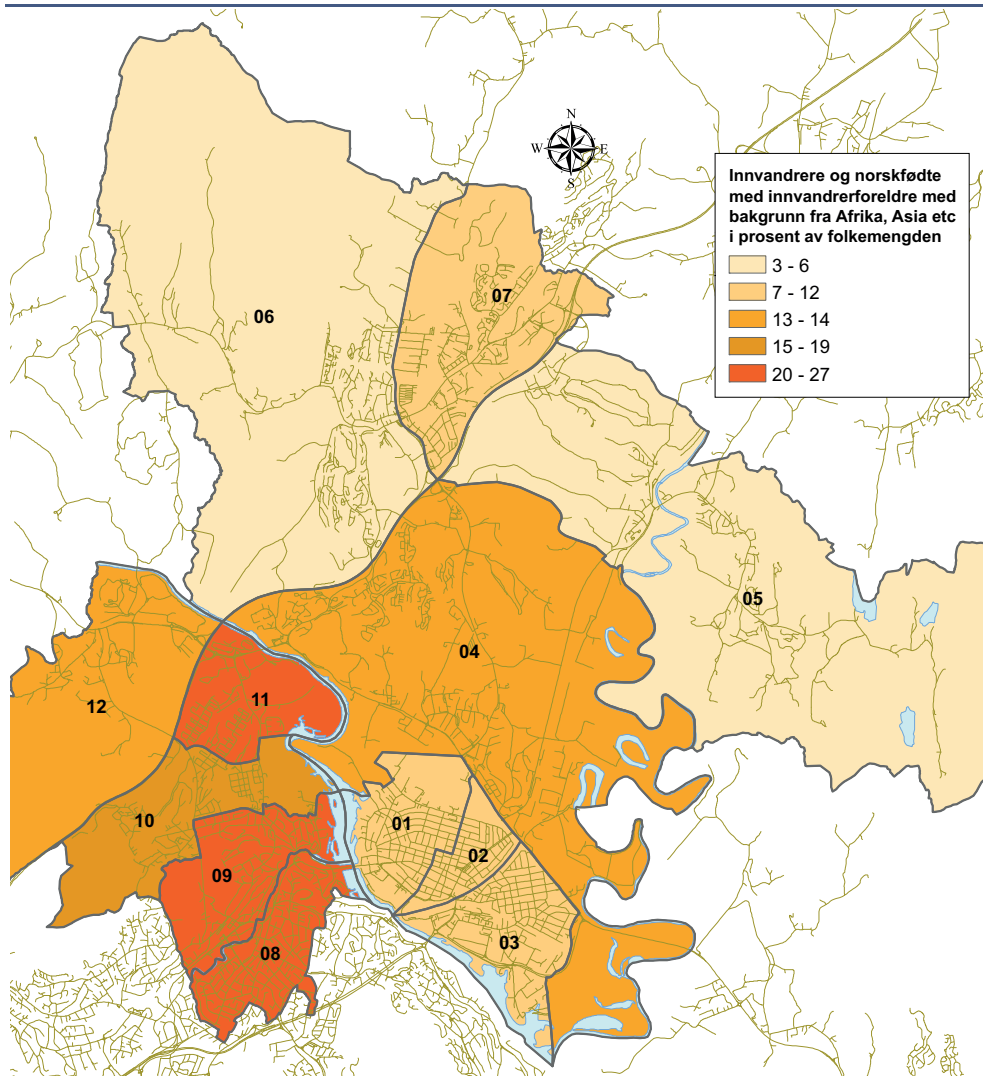 N
W E
S
Innvandrere og norskfødte
med innvandrerforeldre med
bakgrunn fra Afrika, Asia etc
i prosent av folkemengden
3 - 6
7 - 12
13 - 14
15 - 19
20 - 27
07
06
05
04
12
11
10
01
02
09
03
08